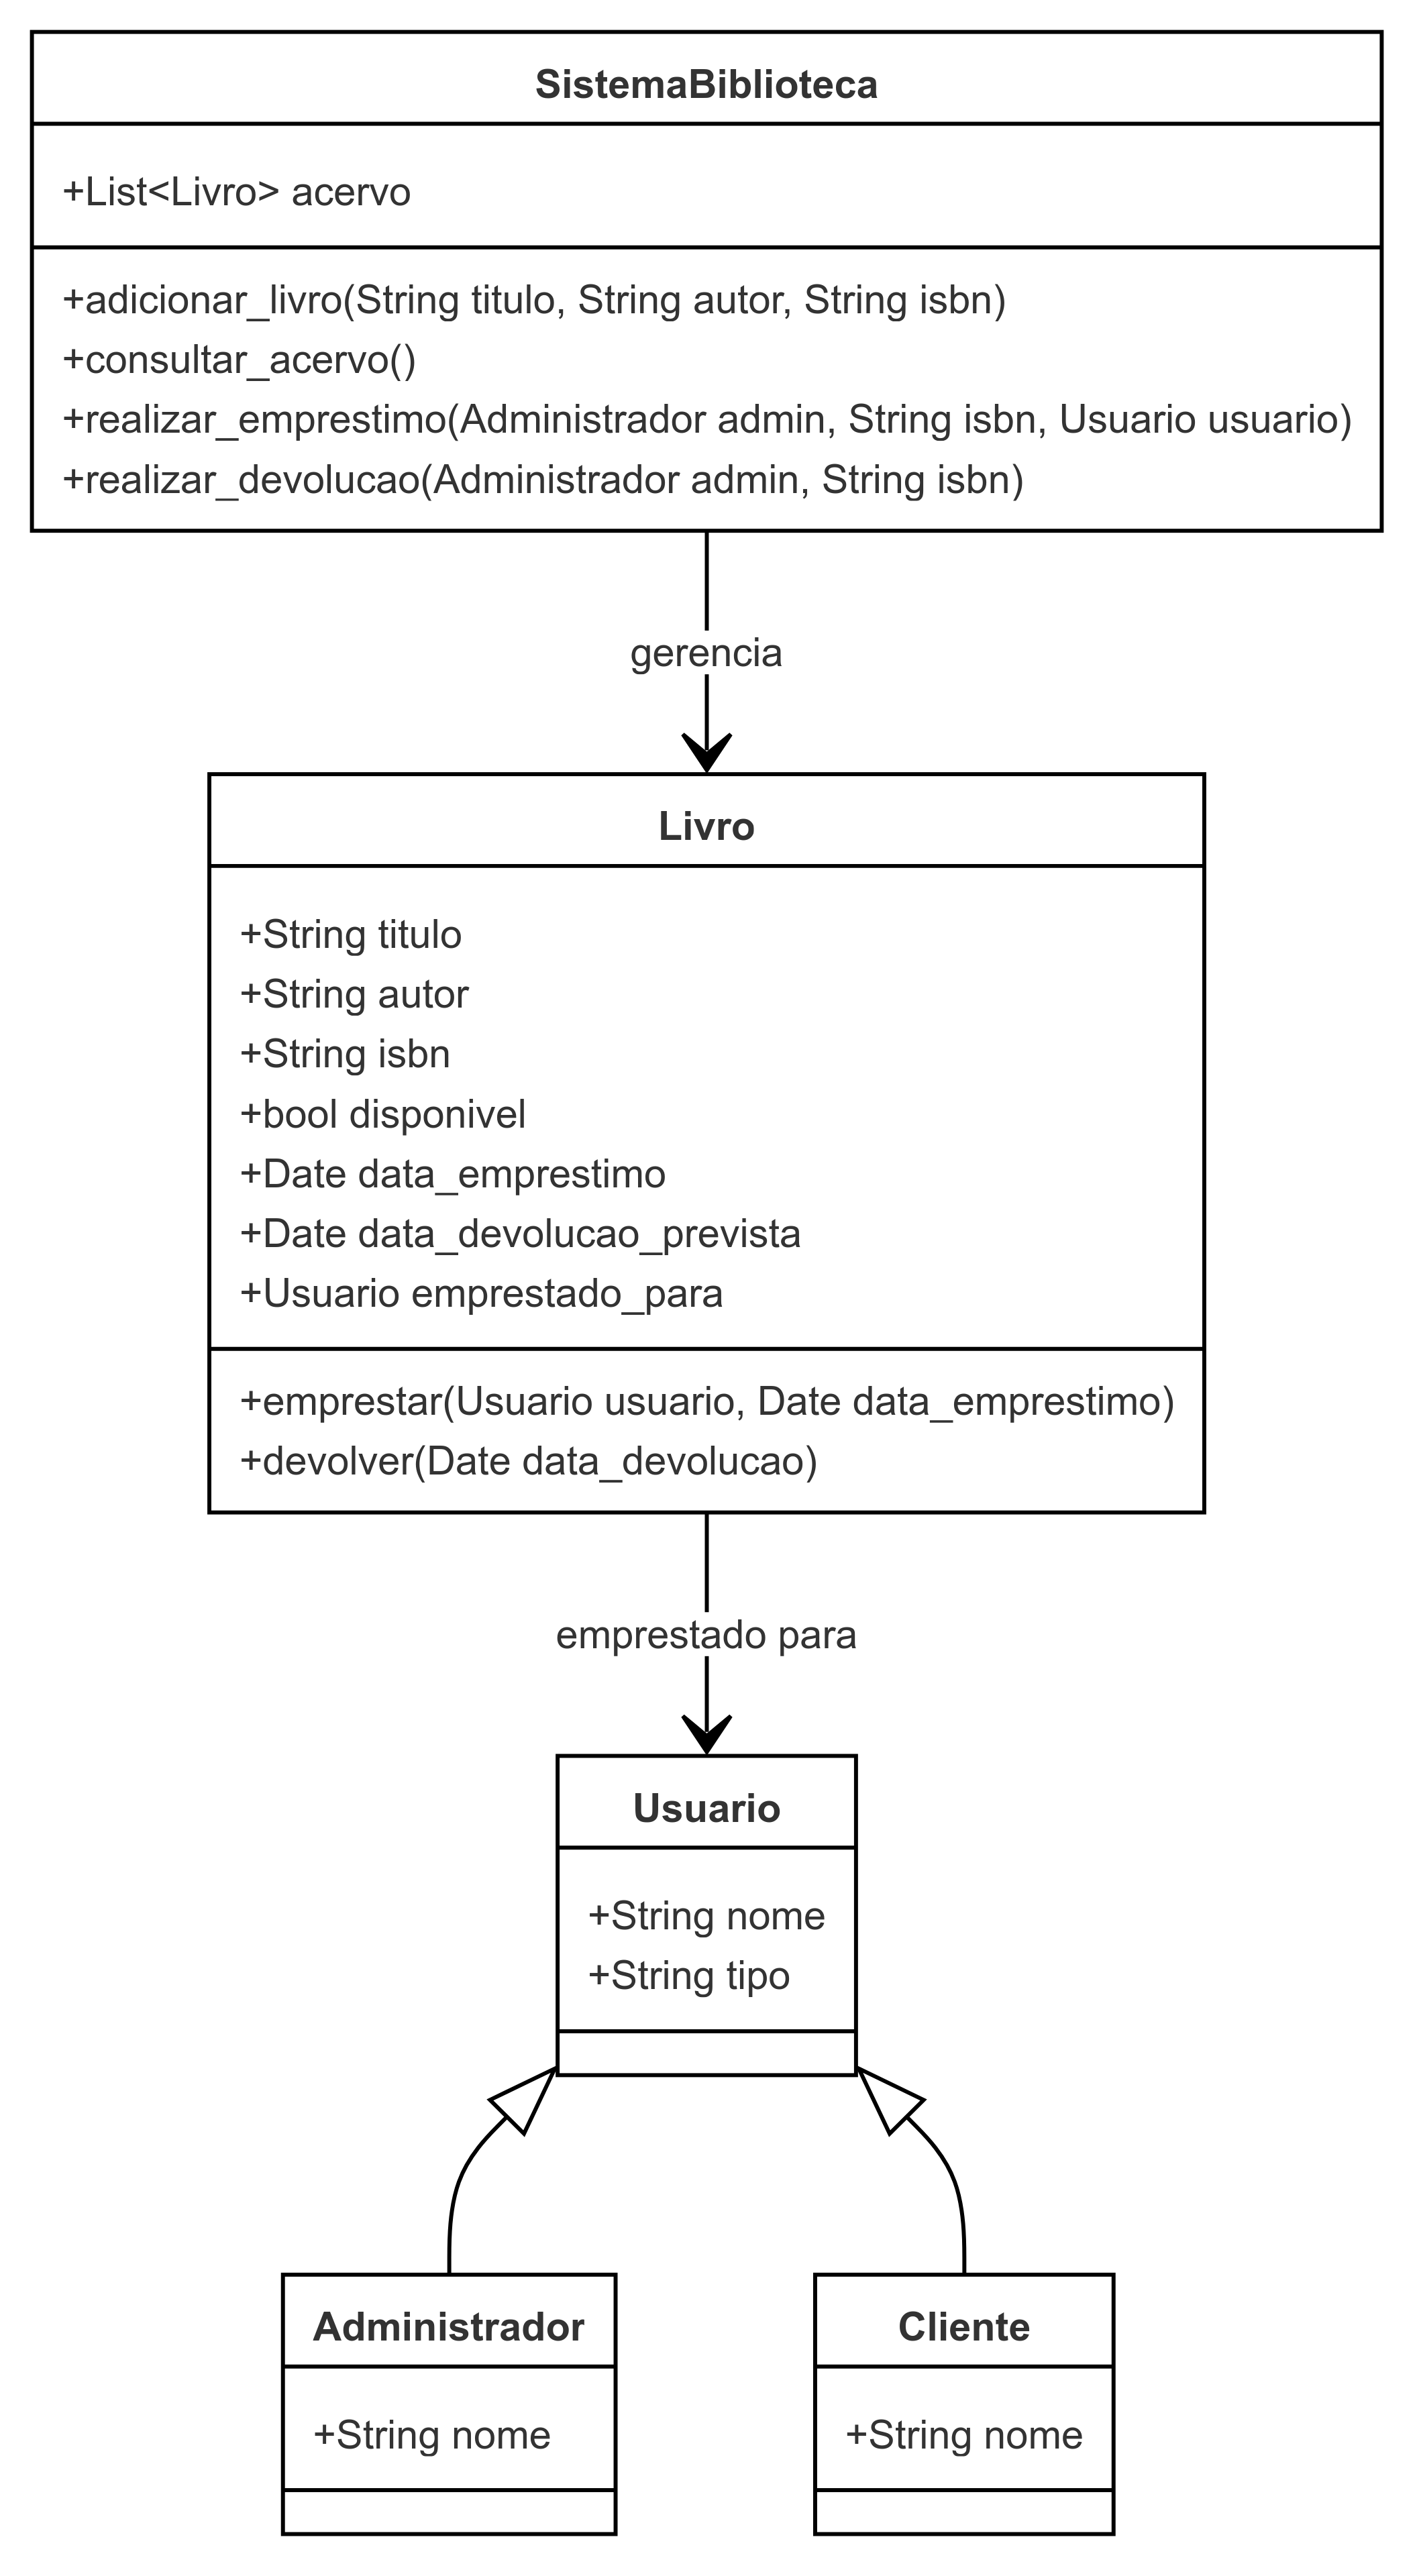 SistemaBiblioteca
+List<Livro> acervo
+adicionar_livro(String titulo, String autor, String isbn)
+consultar_acervo()
+realizar_emprestimo(Administrador admin, String isbn, Usuario usuario)
+realizar_devolucao(Administrador admin, String isbn)
gerencia
Livro
+String titulo
+String autor
+String isbn
+bool disponivel
+Date data_emprestimo
+Date data_devolucao_prevista
+Usuario emprestado_para
+emprestar(Usuario usuario, Date data_emprestimo)
+devolver(Date data_devolucao)
emprestado para
Usuario
+String nome
+String tipo
Administrador
+String nome
Cliente
+String nome